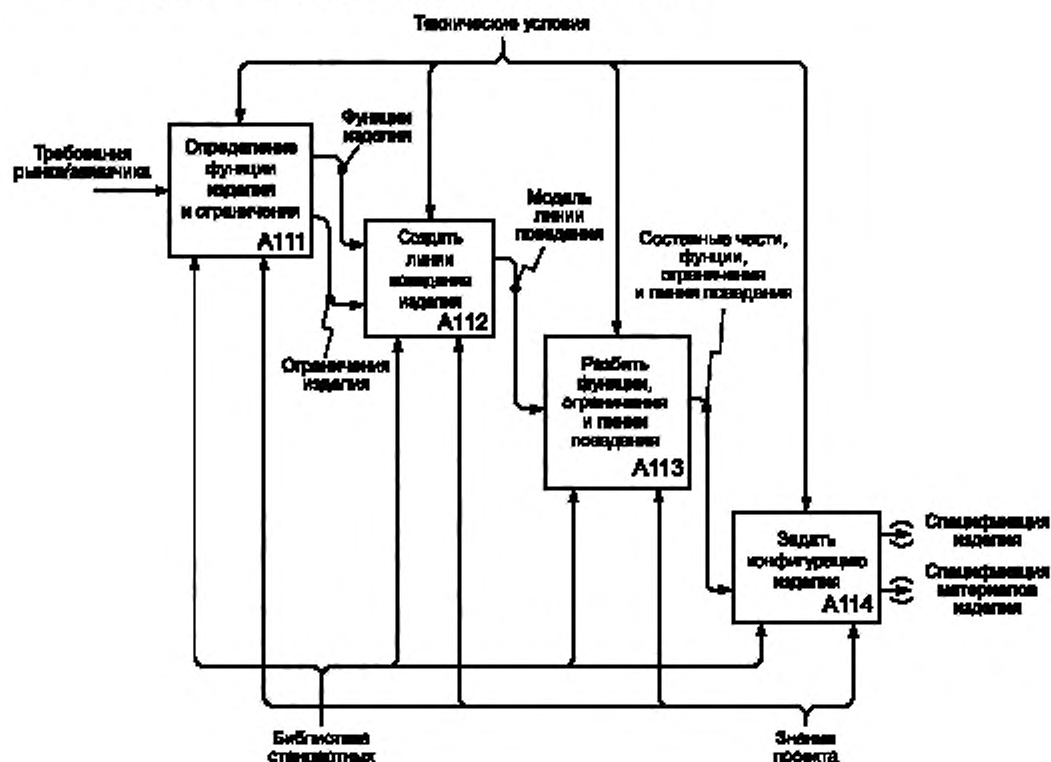 Технические условия
Функции
изделия
Требования
рынка/заказчика
Определение
функции
изделия
и ограничения
A111
Модель
линии
поведения
Создать
линии
поведения
изделия
A112
Составные части,
фунции,
ограничения
и линия поведения
Ограничения
изделия
Разбить
функции,
ограничения
и линии
поведения
A113
Задать
конфигурацию
изделия
A114
Спецификация
изделия
Спецификация
материалов
изделия
Библиотека
стандартных
Знания
проекта